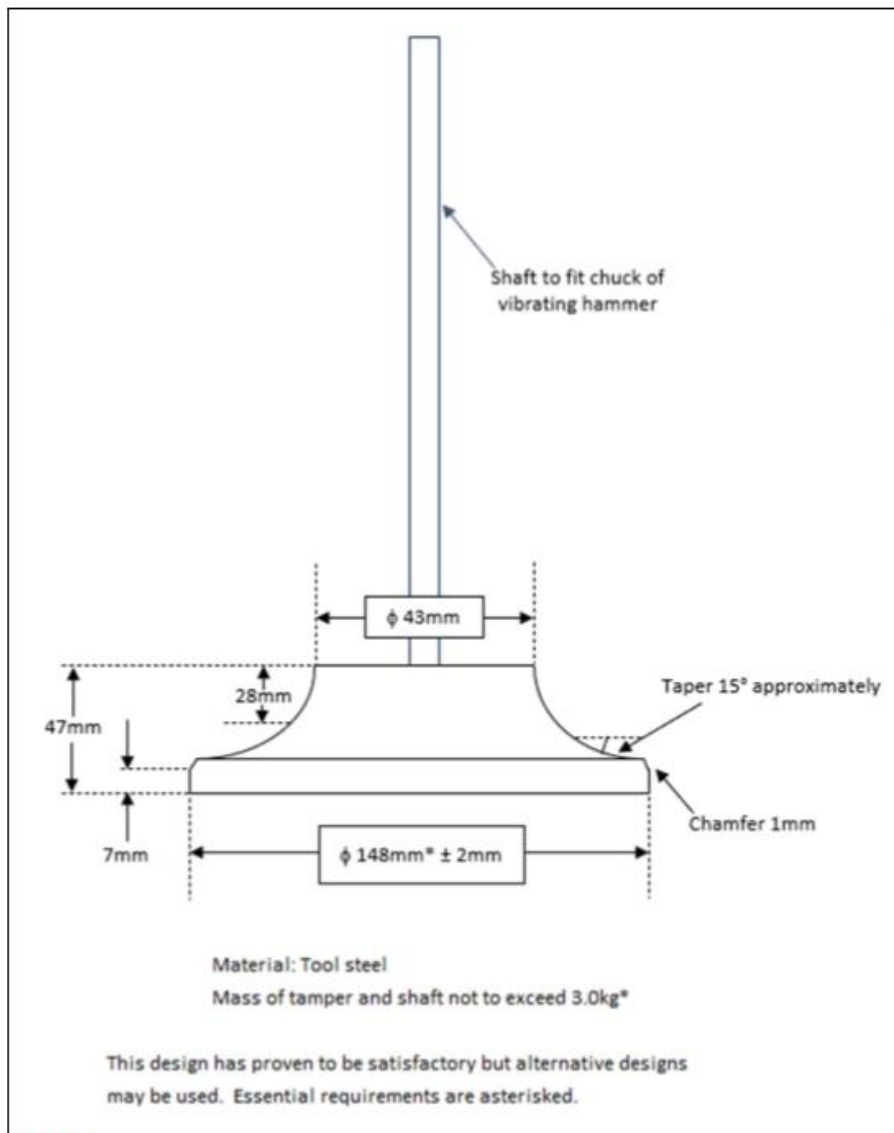 Shaft to fit chuck of
vibrating hammer
ϕ 43mm
28mm
Taper 15° approximately
47mm
Chamfer 1mm
7mm
ϕ 148mm* ± 2mm
Material: Tool steel
Mass of tamper and shaft not to exceed 3.0kg*
This design has proven to be satisfactory but alternative designs
may be used. Essential requirements are asterisked.